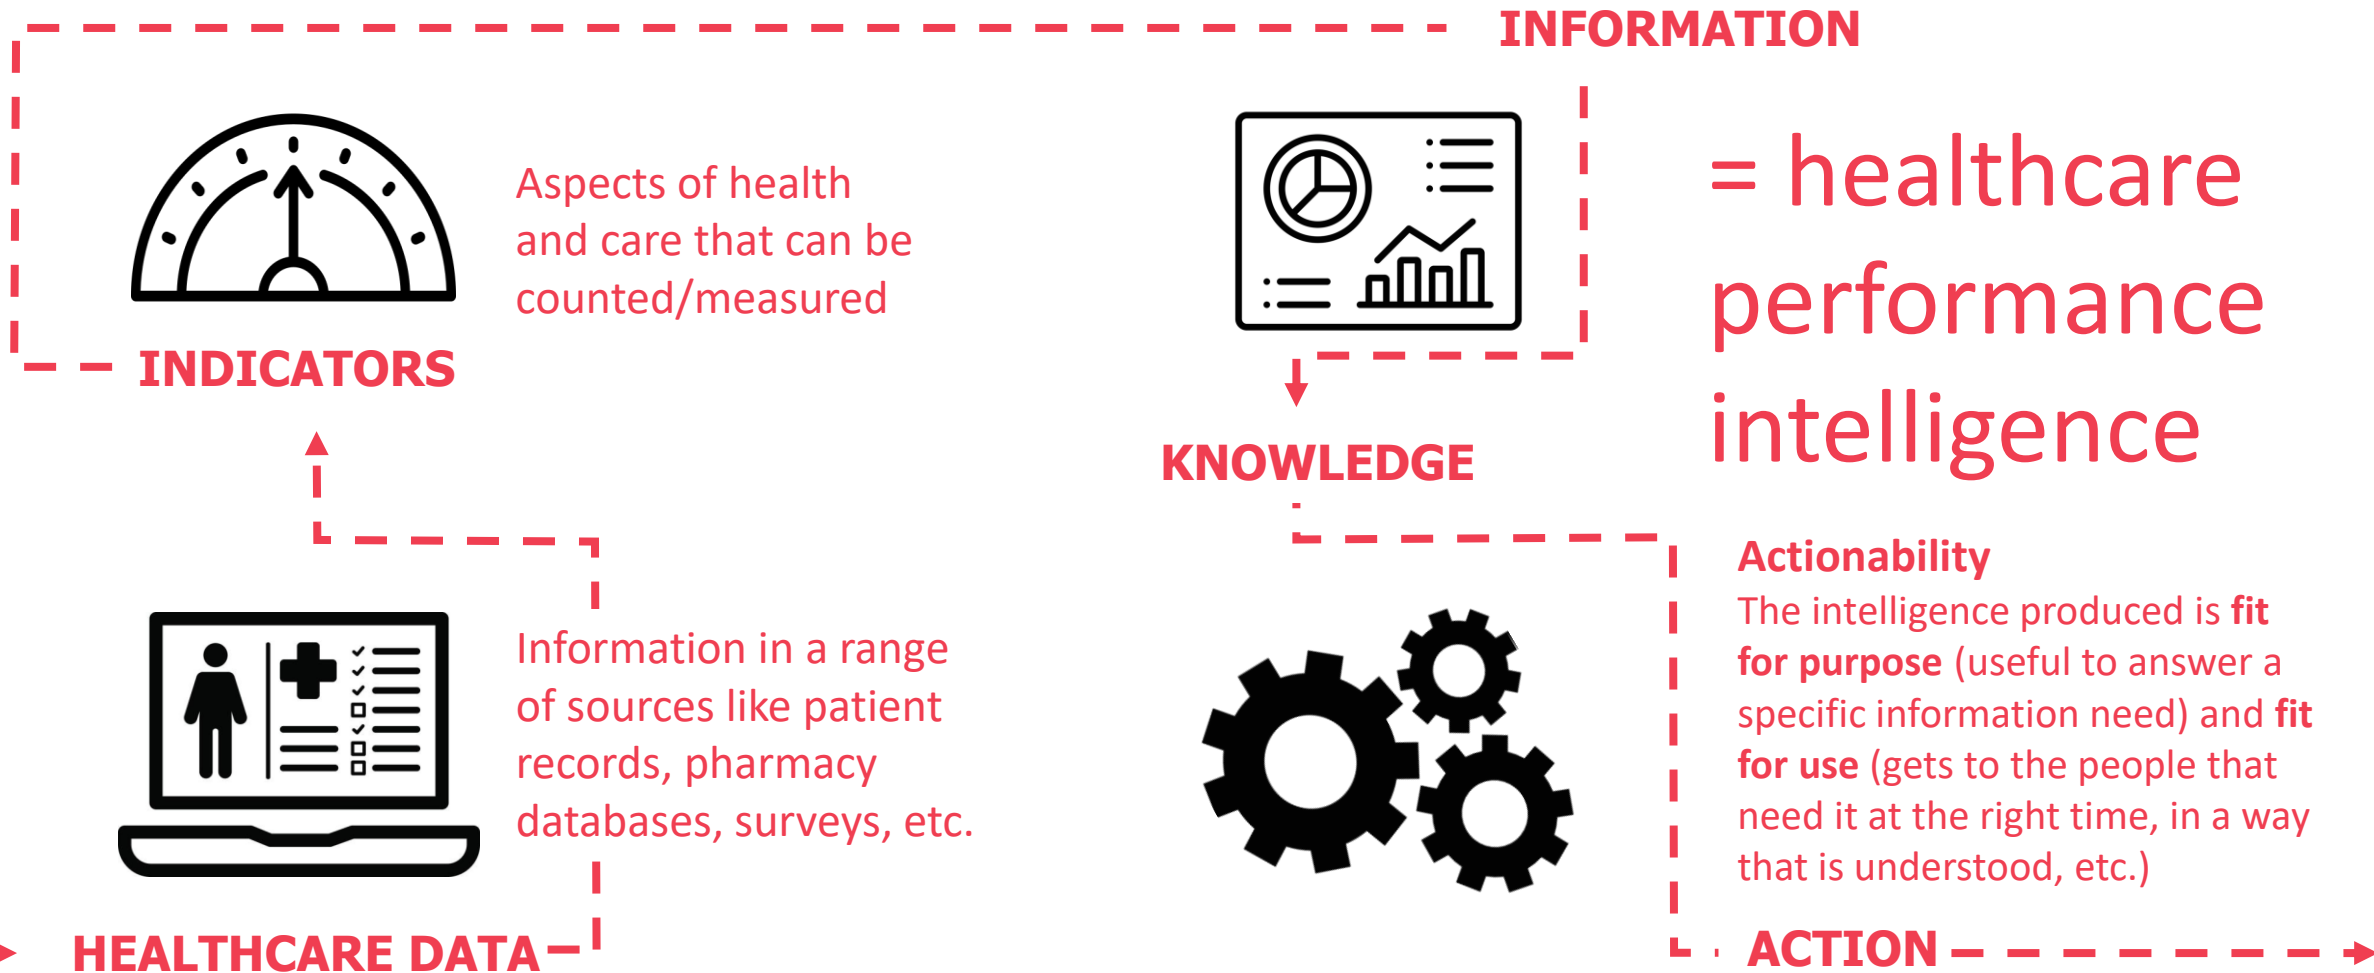 INFORMATION
Aspects of health
and care that can be
counted/measured
INDICATORS
= healthcare
performance
intelligence
KNOWLEDGE
Information in a range
of sources like patient
records, pharmacy
databases, surveys, etc.
HEALTHCARE DATA
Actionability
The intelligence produced is fit
for purpose (useful to answer a
specific information need) and fit
for use (gets to the people that
need it at the right time, in a way
that is understood, etc.)
ACTION